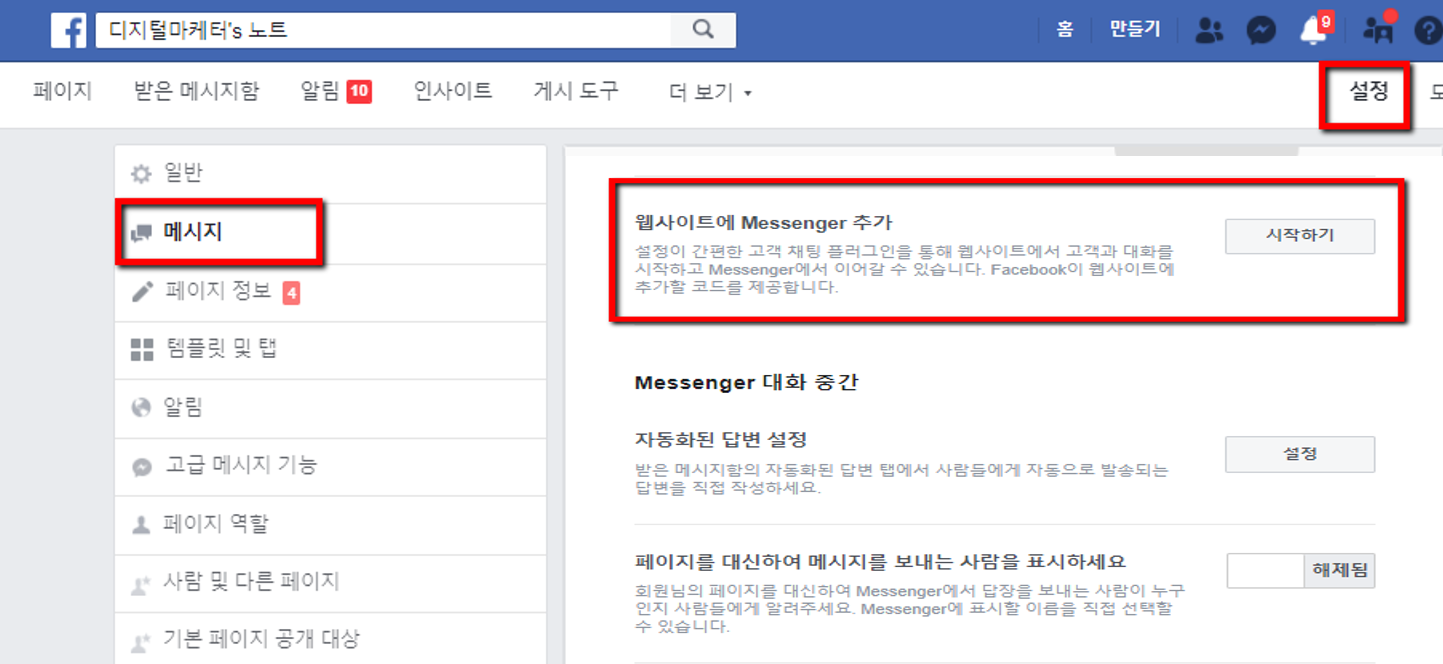 디지털마케터's 노트
홈 만들기 9
페이지 받은 메시지함 알림 10 인사이트 게시 도구 더 보기 설정
일반
메시지
페이지 정보 4
템플릿 및 탭
알림
고급 메시지 기능
페이지 역할
사람 및 다른 페이지
기본 페이지 공개 대상
웹사이트에 Messenger 추가
설정이 간편한 고객 채팅 플러그인을 통해 웹사이트에서 고객과 대화를
시작하고 Messenger에서 이어갈 수 있습니다. Facebook이 웹사이트에
추가할 코드를 제공합니다.
시작하기
Messenger 대화 중간
자동화된 답변 설정
받은 메시지함의 자동화된 답변 탭에서 사람들에게 자동으로 발송되는
답변을 직접 작성하세요.
설정
페이지를 대신하여 메시지를 보내는 사람을 표시하세요
회원님의 페이지를 대신하여 Messenger에서 답장을 보내는 사람이 누구
인지 사람들에게 알려주세요. Messenger에 표시할 이름을 직접 선택할
수 있습니다.
해제됨